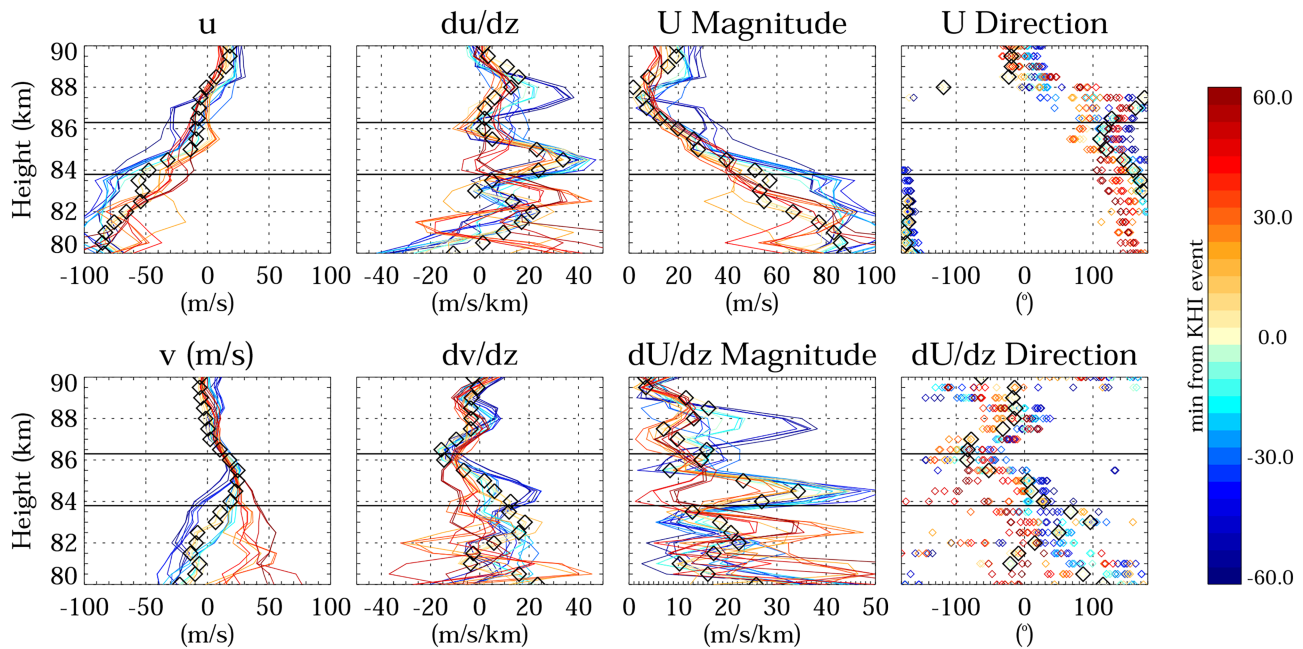 u du/dz U Magnitude U Direction
90
88
86
84
82
80
Height (km)
-100 -50 0 50 100
(m/s)
-40 -20 0 20 40
(m/s/km)
0 20 40 60 80 100
(m/s)
-100 0 100
(º)
v (m/s) dv/dz dU/dz Magnitude dU/dz Direction
90
88
86
84
82
80
Height (km)
-100 -50 0 50 100
(m/s)
-40 -20 0 20 40
(m/s/km)
0 10 20 30 40 50
(m/s/km)
-100 0 100
(º)
60.0
30.0
0.0
-30.0
-60.0
min from KHI event